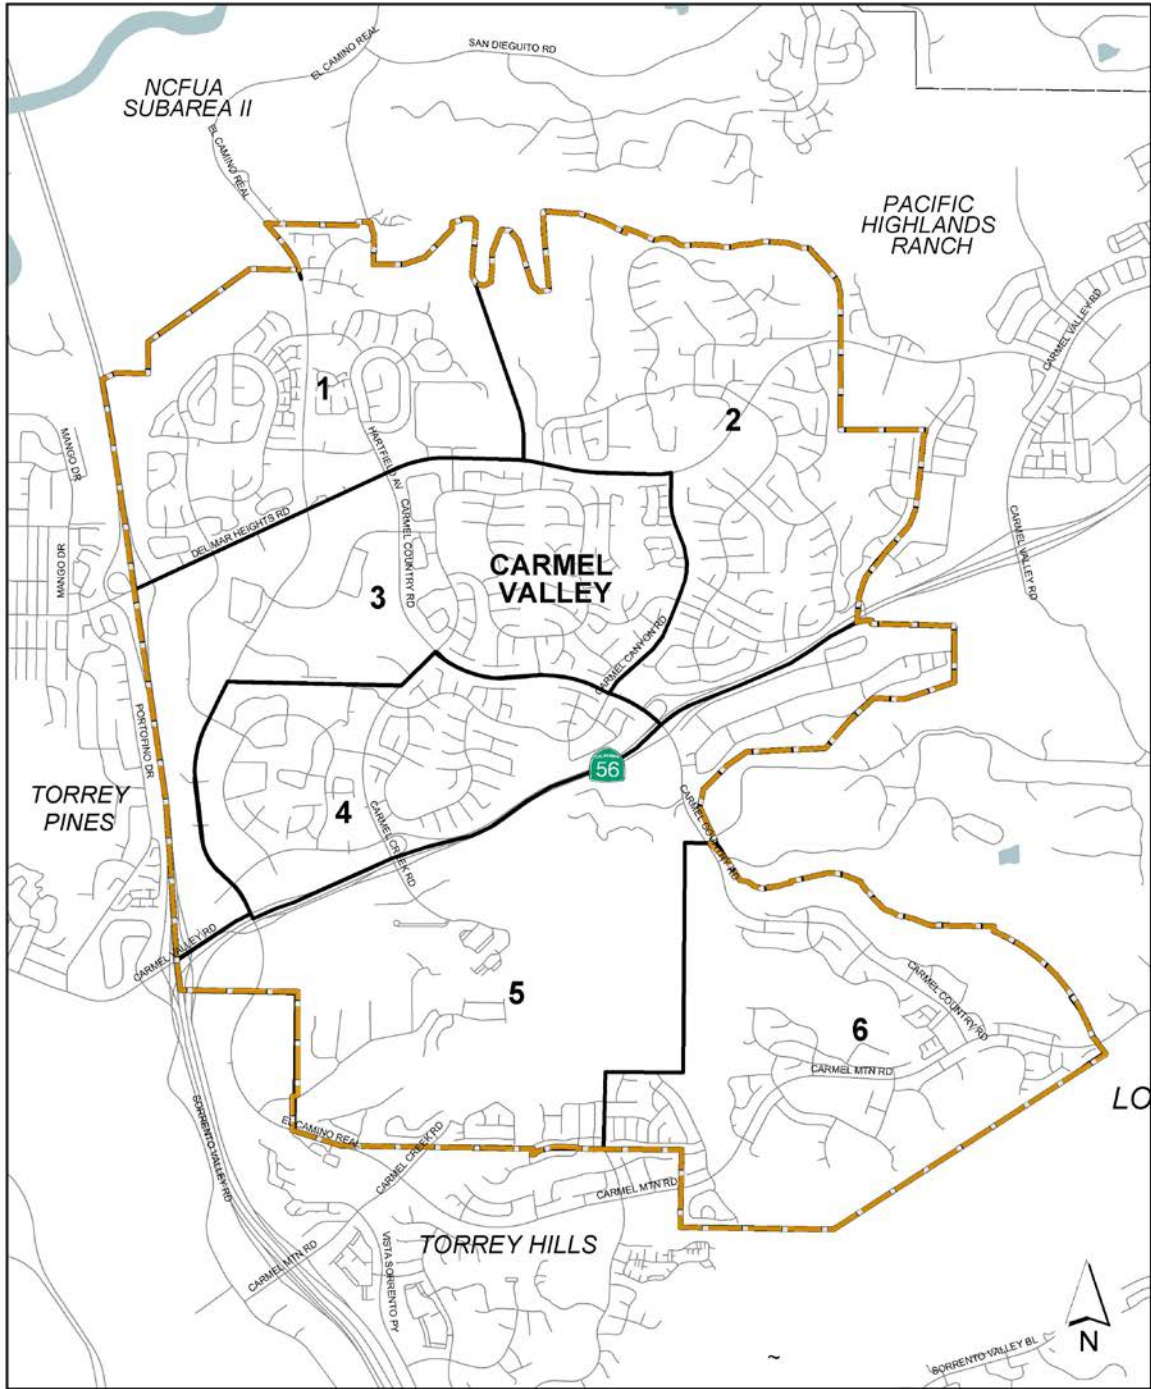 SAN DIEGUITO RD
EL CAMINO REAL
NCFUA
SUBAREA II
EL CAMINO REAL
PACIFIC
HIGHLANDS
RANCH
CARMEL VALLEY RD
1
2
MANGO DR
HARTFIELD AV
DEL MAR HEIGHTS RD
CARMEL COUNTRY RD
CARMEL VALLEY RD
MANGO DR
CARMEL
VALLEY
3
CARMEL CANYON RD
PORTOFINO DR
CALIFORNIA
56
TORREY
PINES
4
CARMEL CREEK RD
CARMEL COUNTRY RD
CARMEL VALLEY RD
5
CARMEL COUNTRY RD
6
CARMEL MTN RD
LO
EL CAMINO REAL
CARMEL CREEK RD
SORRENTO VALLEY RD
CARMEL MTN RD
TORREY HILLS
CARMEL MTN RD
VISTA SORRENTO PY
N
SORRENTO VALLEY BL
~